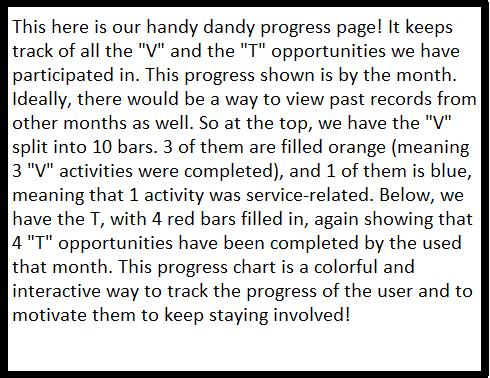 This here is our handy dandy progress page! It keeps
track of all the "V" and the "T" opportunities we have
participated in. This progress shown is by the month.
Ideally, there would be a way to view past records from
other months as well. So at the top, we have the "V"
split into 10 bars. 3 of them are filled orange (meaning
3 "V" activities were completed), and 1 of them is blue,
meaning that 1 activity was service-related. Below, we
have the T, with 4 red bars filled in, again showing that
4 "T" opportunities have been completed by the used
that month. This progress chart is a colorful and
interactive way to track the progress of the user and to
motivate them to keep staying involved!